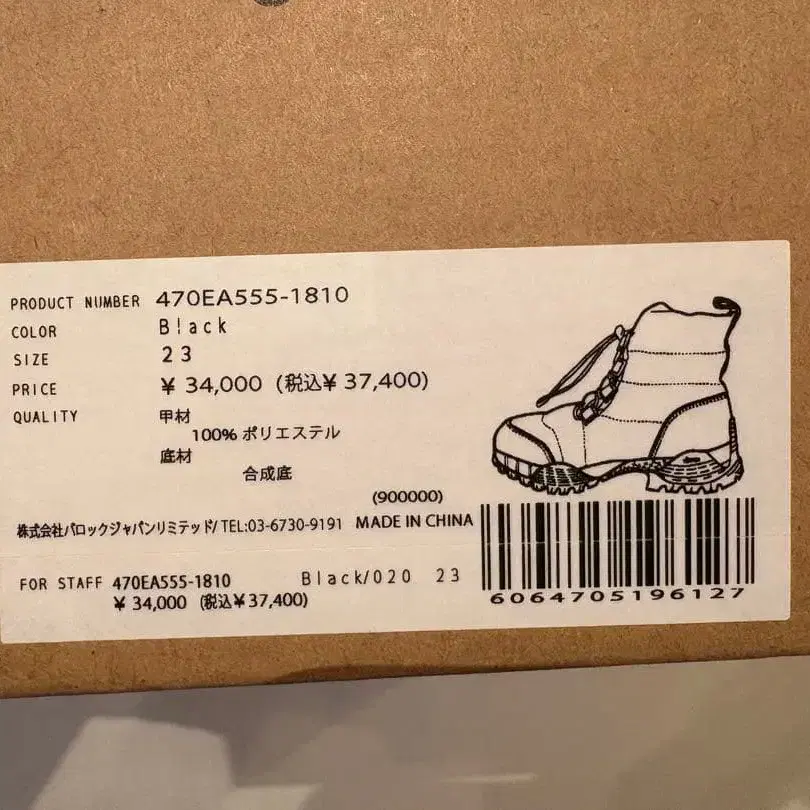 PRODUCT NUMBER 470EA555-1810
COLOR Black
SIZE 23
PRICE ¥ 34,000 (税込¥ 37,400)
QUALITY 甲材
100% ポリエステル
底材
合成底
(900000)
株式会社バロックジャパンリミテッド/ TEL:03-6730-9191 MADE IN CHINA
FOR STAFF 470EA555-1810 Black/020 23
¥ 34,000 (税込¥ 37,400)
6064705196127